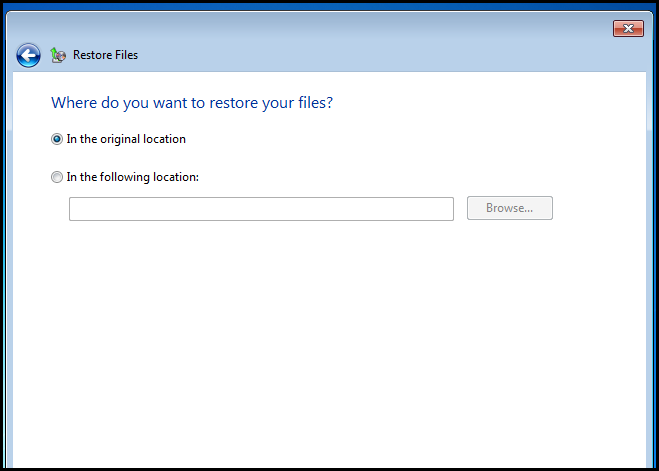 Restore Files
Where do you want to restore your files?
In the original location
In the following location:
Browse...